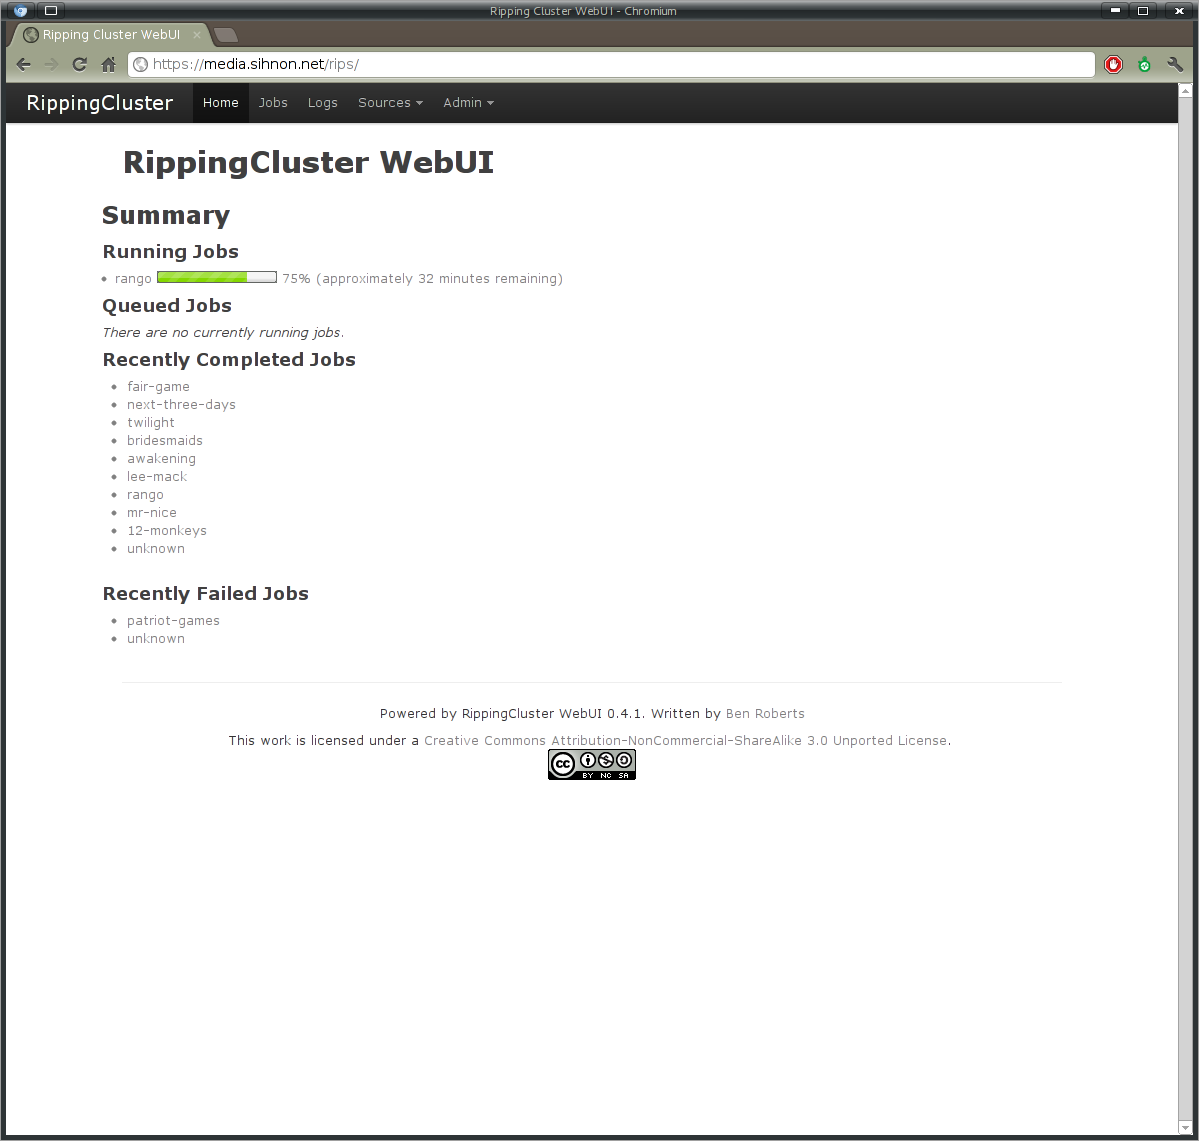 Ripping Cluster WebUI - Chromium
Ripping Cluster WebUI
https://media.sihnon.net/rips/
RippingCluster Home Jobs Logs Sources Admin
RippingCluster WebUI
Summary
Running Jobs
rango 75% (approximately 32 minutes remaining)
Queued Jobs
There are no currently running jobs.
Recently Completed Jobs
fair-game
next-three-days
twilight
bridesmaids
awakening
lee-mack
rango
mr-nice
12-monkeys
unknown
Recently Failed Jobs
patriot-games
unknown
Powered by RippingCluster WebUI 0.4.1. Written by Ben Roberts
This work is licensed under a Creative Commons Attribution-NonCommercial-ShareAlike 3.0 Unported License.
cc BY NC SA